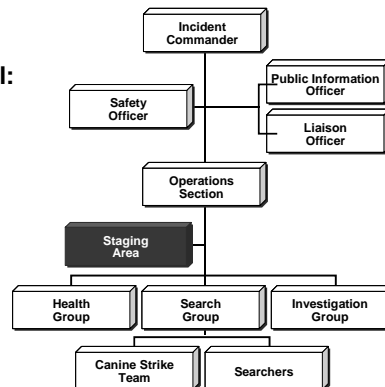 Incident
Commander
l:
Public Information
Officer
Safety
Officer
Liaison
Officer
Operations
Section
Staging
Area
Health
Group
Search
Group
Investigation
Group
Canine Strike
Team
Searchers